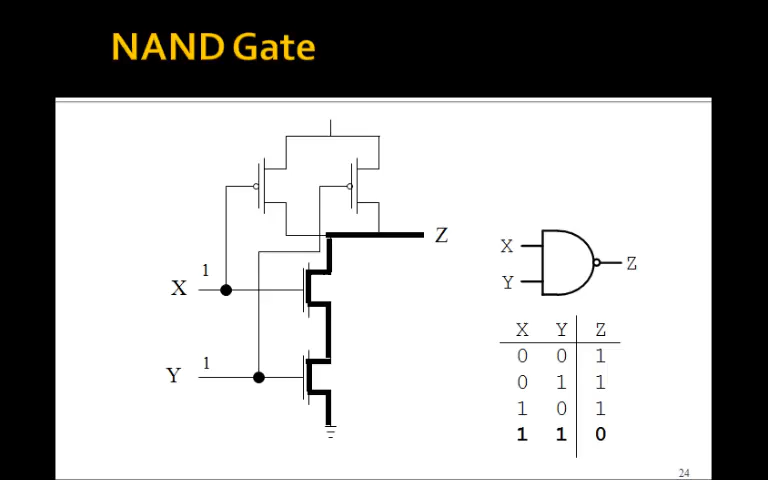 NAND Gate
Z
1
X
1
Y
X
Y
Z
X Y Z
0 0 1
0 1 1
1 0 1
1 1 0
24